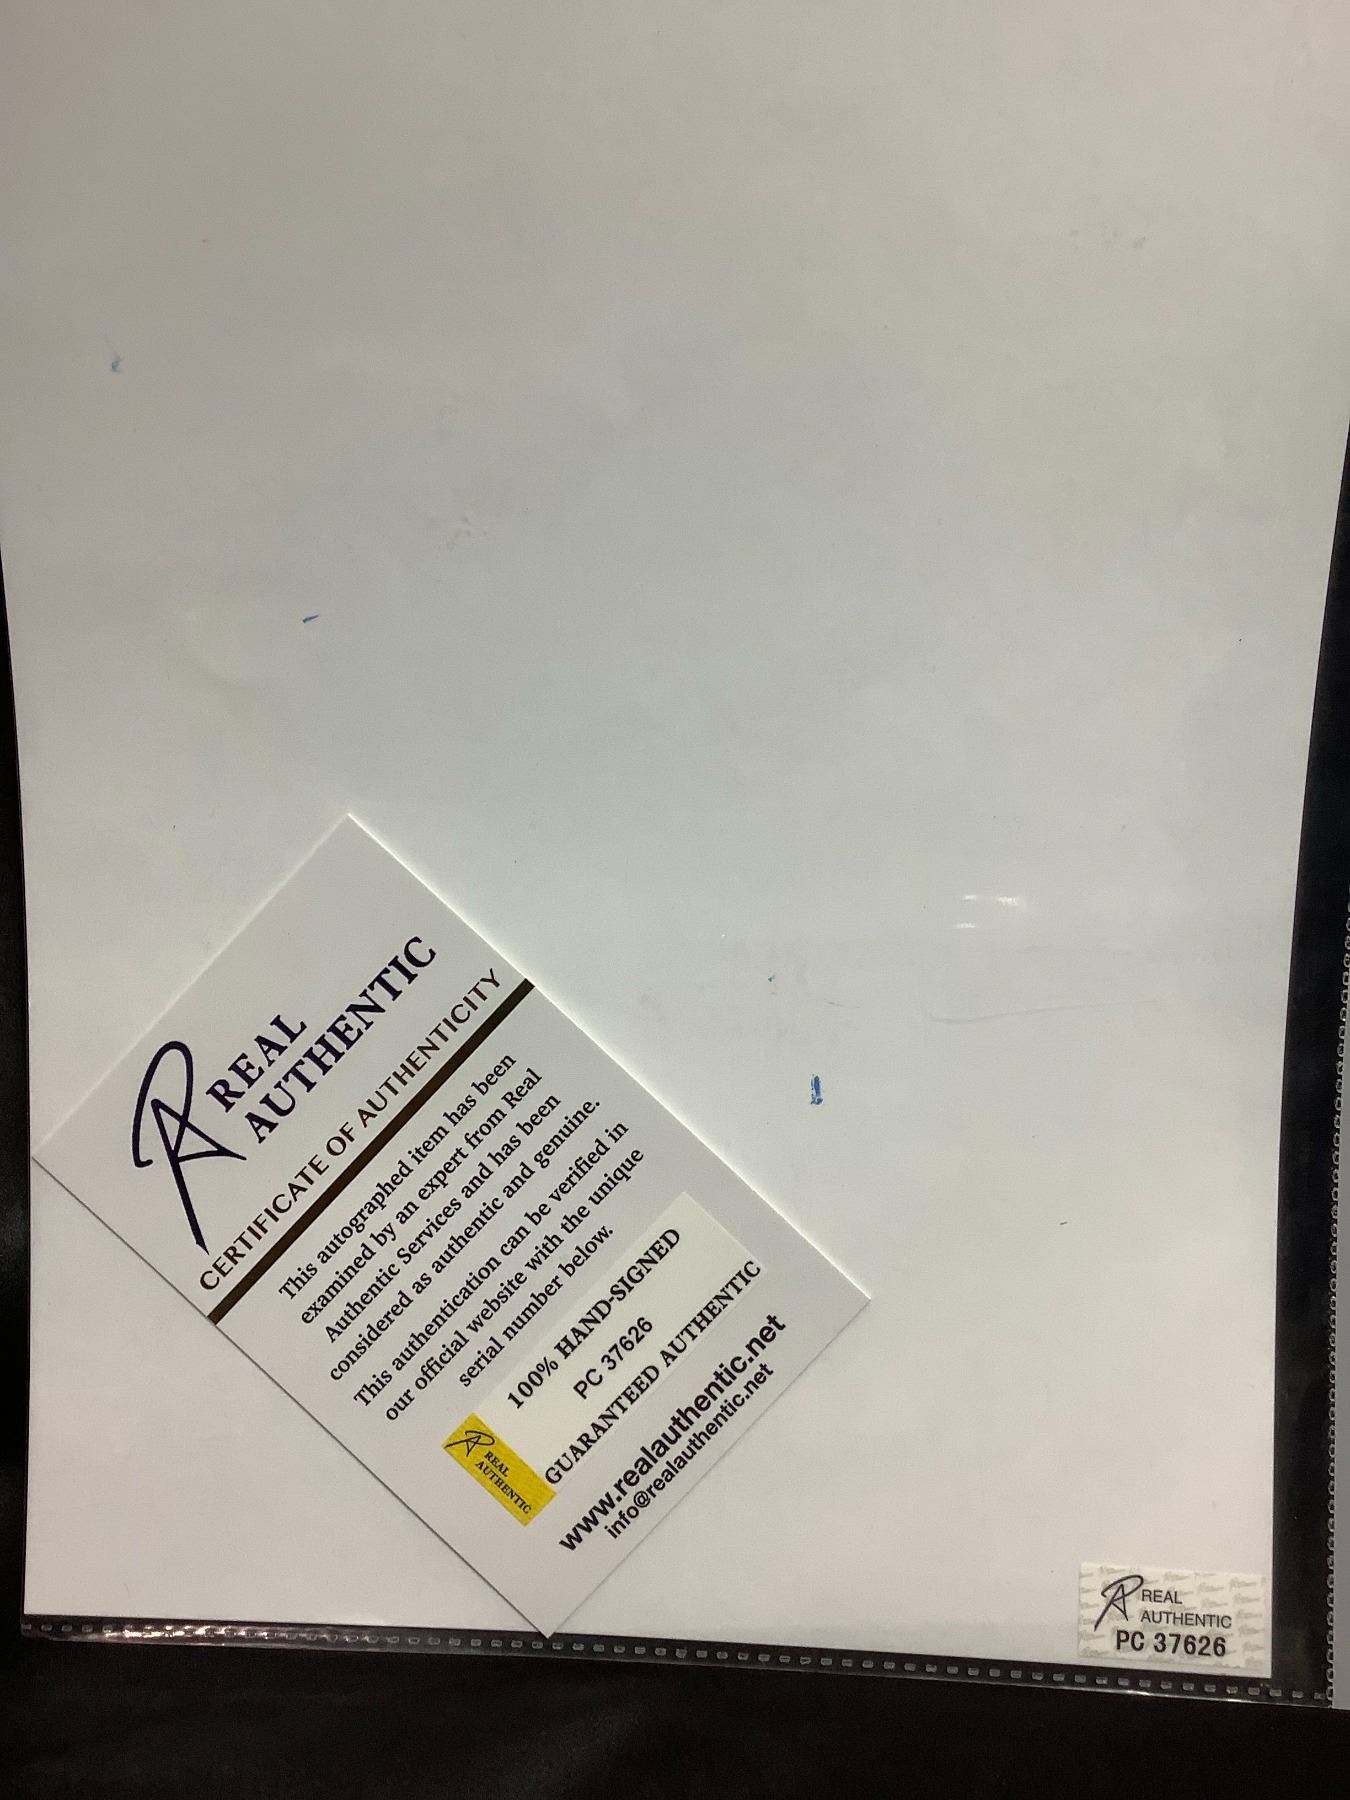 REAL
AUTHENTIC
CERTIFICATE OF AUTHENTICITY
This autographed item has been
examined by an expert from Real
Authentic Services and has been
considered as authentic and genuine.
This authentication can be verified in
our official website with the unique
serial number below.
100% HAND-SIGNED
PC 37626
GUARANTEED AUTHENTIC
REAL
AUTHENTIC
www.realauthentic.net
info@realauthentic.net
REAL
AUTHENTIC
PC 37626